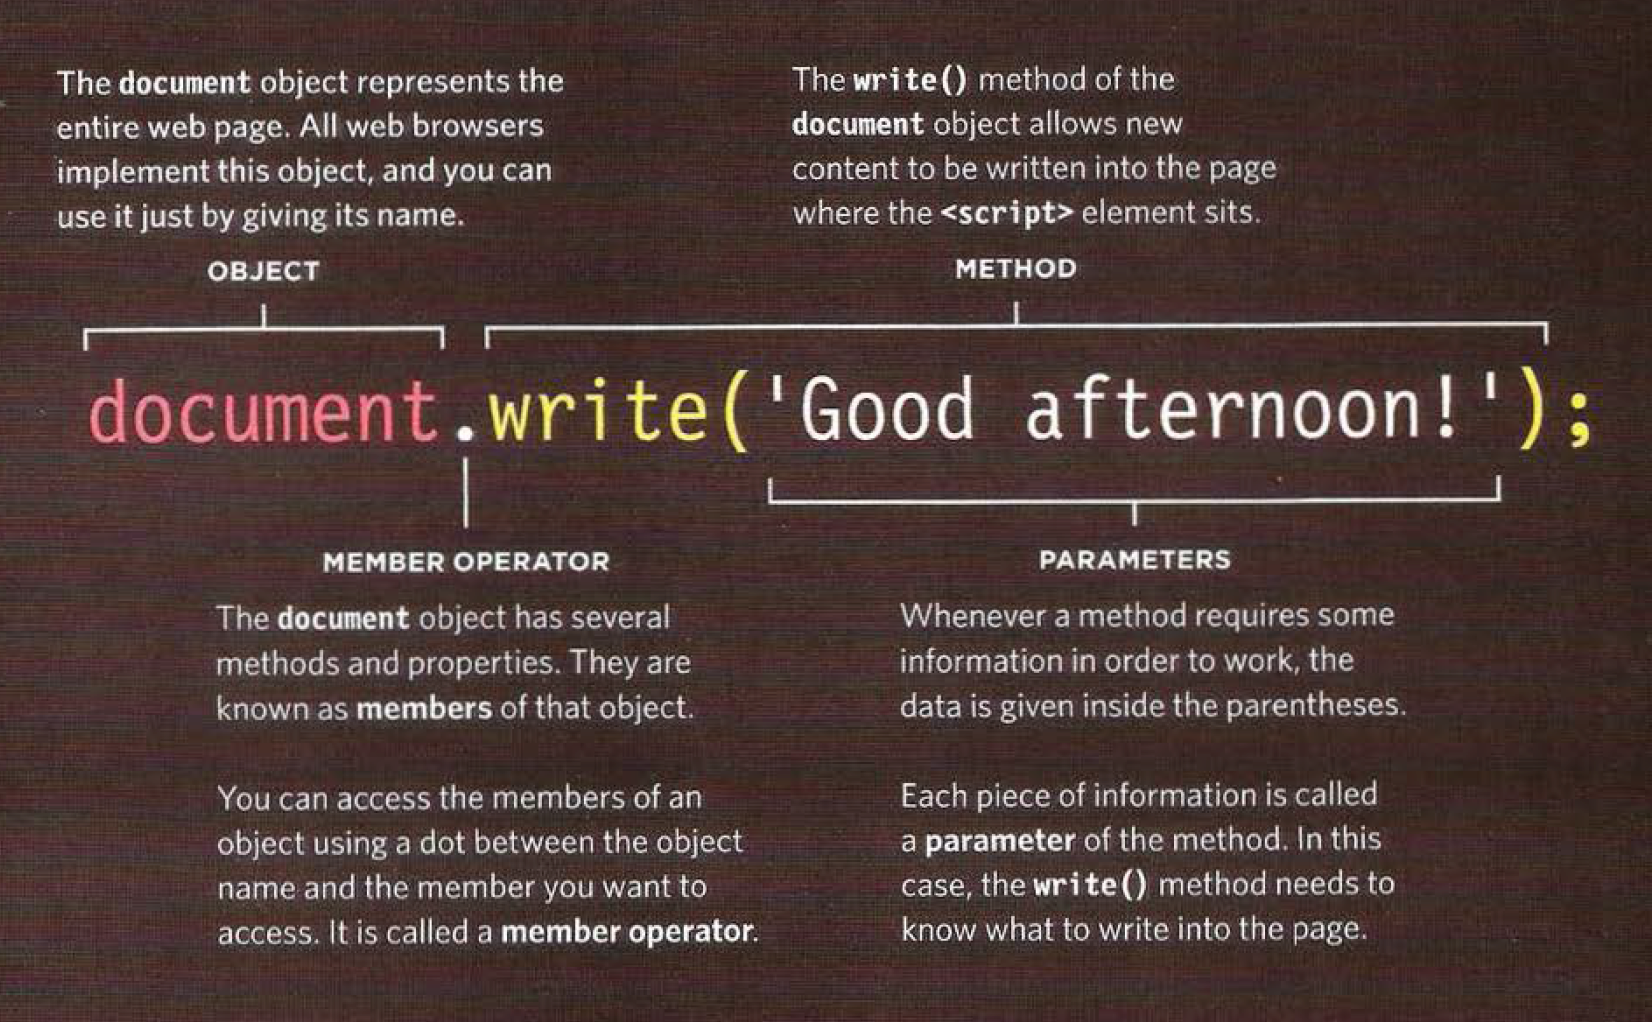 The document object represents the
entire web page. All web browsers
implement this object, and you can
use it just by giving its name.
OBJECT
The write() method of the
document object allows new
content to be written into the page
where the <script> element sits.
METHOD
document.write('Good afternoon!');
MEMBER OPERATOR
The document object has several
methods and properties. They are
known as members of that object.
You can access the members of an
object using a dot between the object
name and the member you want to
access. It is called a member operator.
PARAMETERS
Whenever a method requires some
information in order to work, the
data is given inside the parentheses.
Each piece of information is called
a parameter of the method. In this
case, the write() method needs to
know what to write into the page.